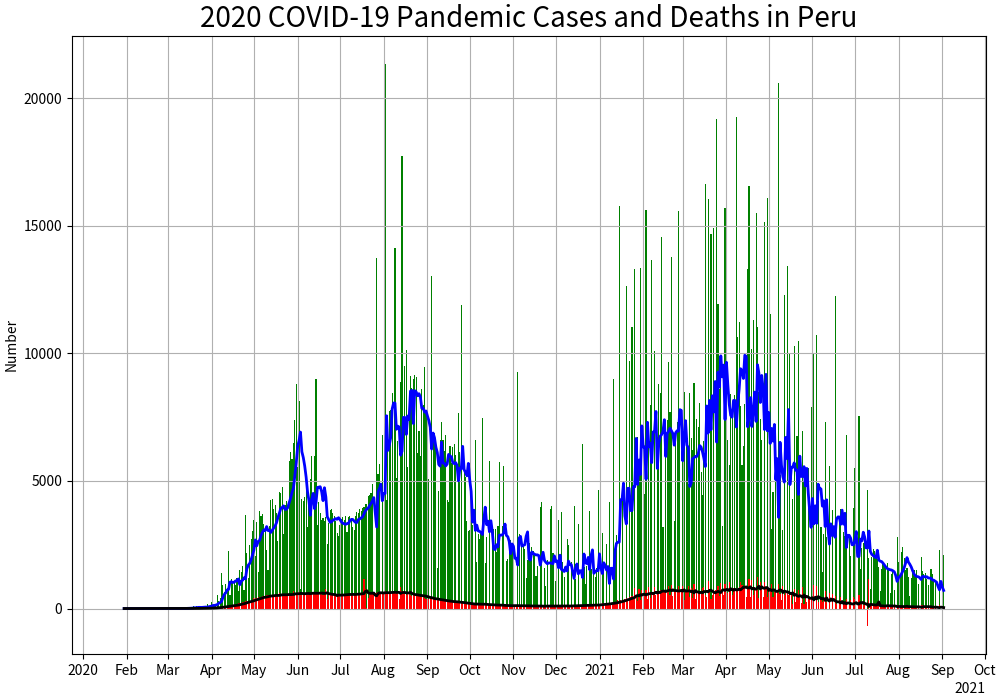 2020 COVID-19 Pandemic Cases and Deaths in Peru
Number
20000
15000
10000
5000
0
2020 Feb Mar Apr May Jun Jul Aug Sep Oct Nov Dec 2021 Feb Mar Apr May Jun Jul Aug Sep Oct
2021